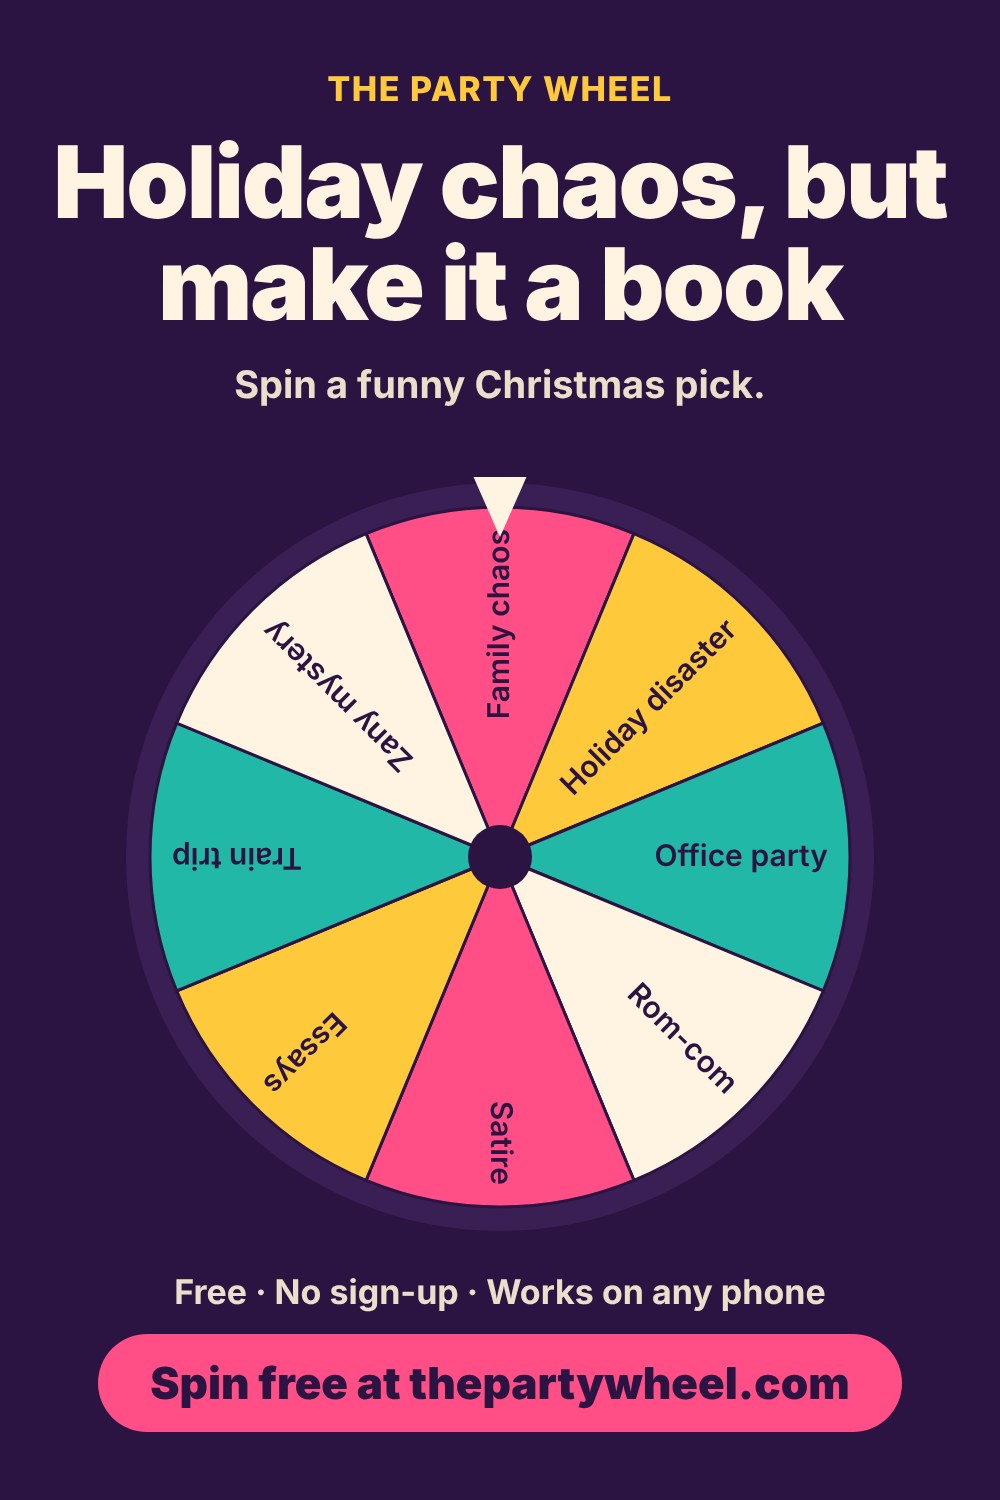 THE PARTY WHEEL
Holiday chaos, but
make it a book
Spin a funny Christmas pick.
Family chaos
Holiday disaster
Office party
Rom-com
Satire
Essays
Train trip
Zany mystery
Free · No sign-up · Works on any phone
Spin free at thepartywheel.com